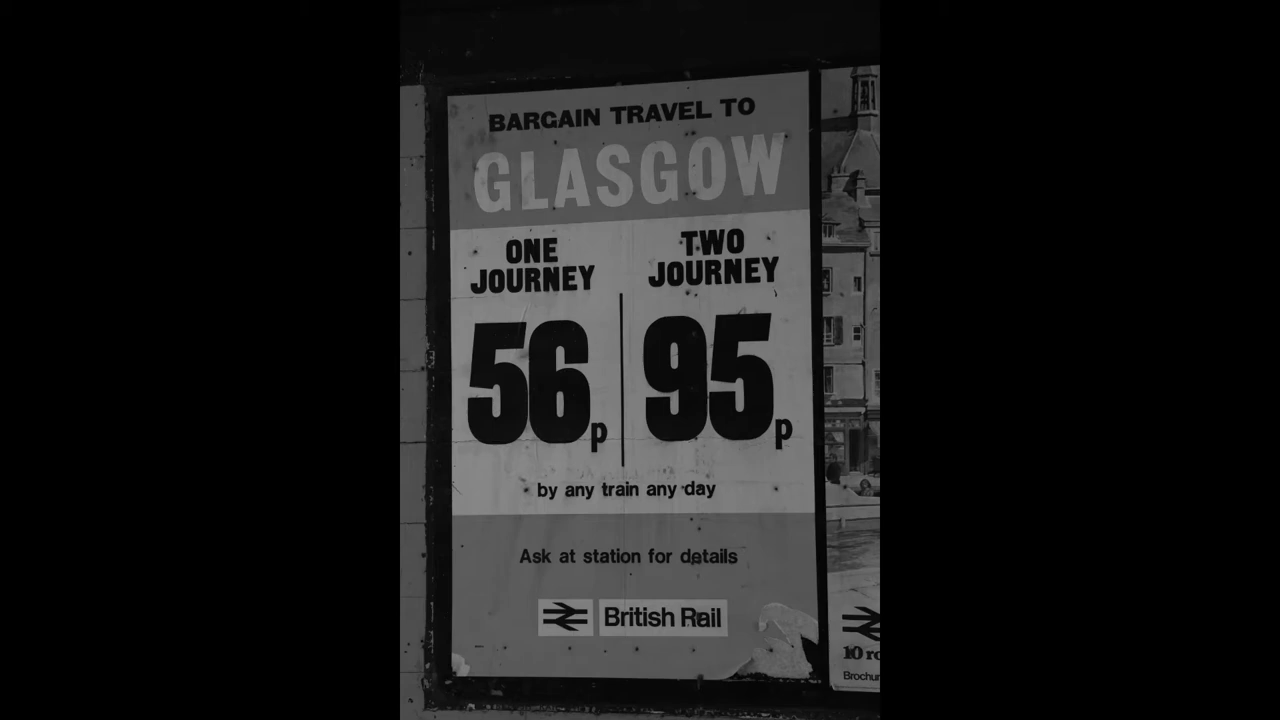 BARGAIN TRAVEL TO
GLASGOW
ONE
JOURNEY
56p
TWO
JOURNEY
95p
by any train any day
Ask at station for details
British Rail
10